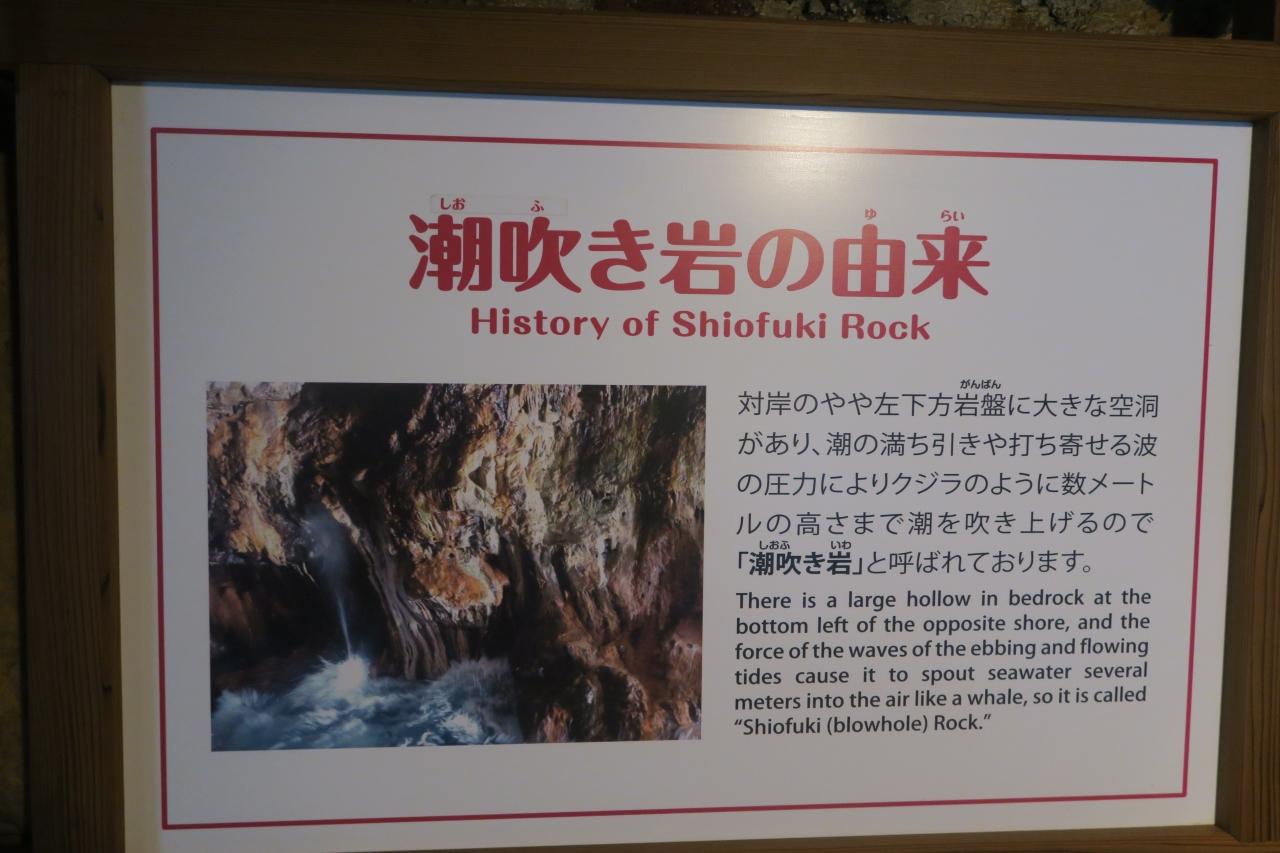 しお ふ ゆ らい
潮吹き岩の由来
History of Shiofuki Rock
がんばん
対岸のやや左下方岩盤に大きな空洞
があり、潮の満ち引きや打ち寄せる波
の圧力によりクジラのように数メート
ルの高さまで潮を吹き上げるので
しおふ いわ
「潮吹き岩」と呼ばれております。
There is a large hollow in bedrock at the
bottom left of the opposite shore, and the
force of the waves of the ebbing and flowing
tides cause it to spout seawater several
meters into the air like a whale, so it is called
“Shiofuki (blowhole) Rock.”